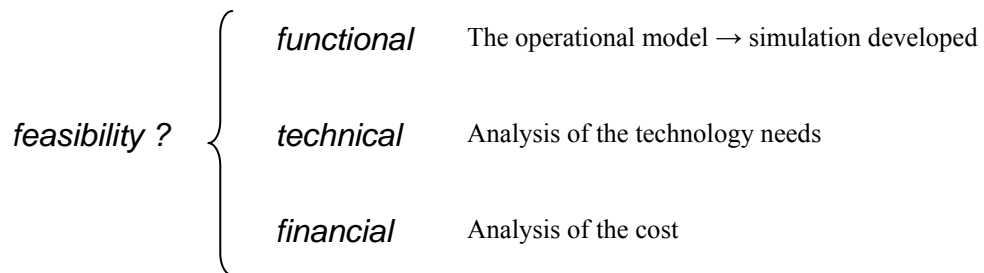 functional The operational model → simulation developed
feasibility ? technical Analysis of the technology needs
financial Analysis of the cost